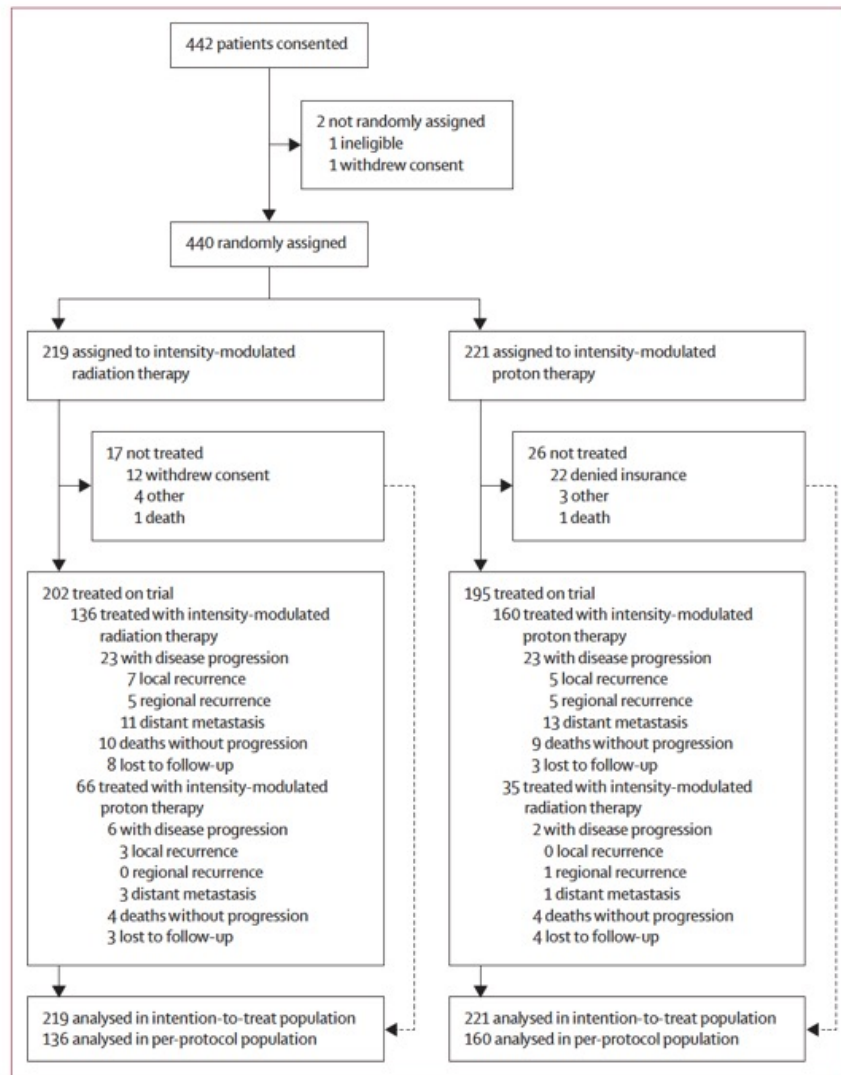 442 patients consented
2 not randomly assigned
1 ineligible
1 withdrew consent
440 randomly assigned
219 assigned to intensity-modulated
radiation therapy
221 assigned to intensity-modulated
proton therapy
17 not treated
12 withdrew consent
4 other
1 death
26 not treated
22 denied insurance
3 other
1 death
202 treated on trial
136 treated with intensity-modulated
radiation therapy
23 with disease progression
7 local recurrence
5 regional recurrence
11 distant metastasis
10 deaths without progression
8 lost to follow-up
66 treated with intensity-modulated
proton therapy
6 with disease progression
3 local recurrence
0 regional recurrence
3 distant metastasis
4 deaths without progression
3 lost to follow-up
195 treated on trial
160 treated with intensity-modulated
proton therapy
23 with disease progression
5 local recurrence
5 regional recurrence
13 distant metastasis
9 deaths without progression
3 lost to follow-up
35 treated with intensity-modulated
radiation therapy
2 with disease progression
0 local recurrence
1 regional recurrence
1 distant metastasis
4 deaths without progression
4 lost to follow-up
219 analysed in intention-to-treat population
136 analysed in per-protocol population
221 analysed in intention-to-treat population
160 analysed in per-protocol population